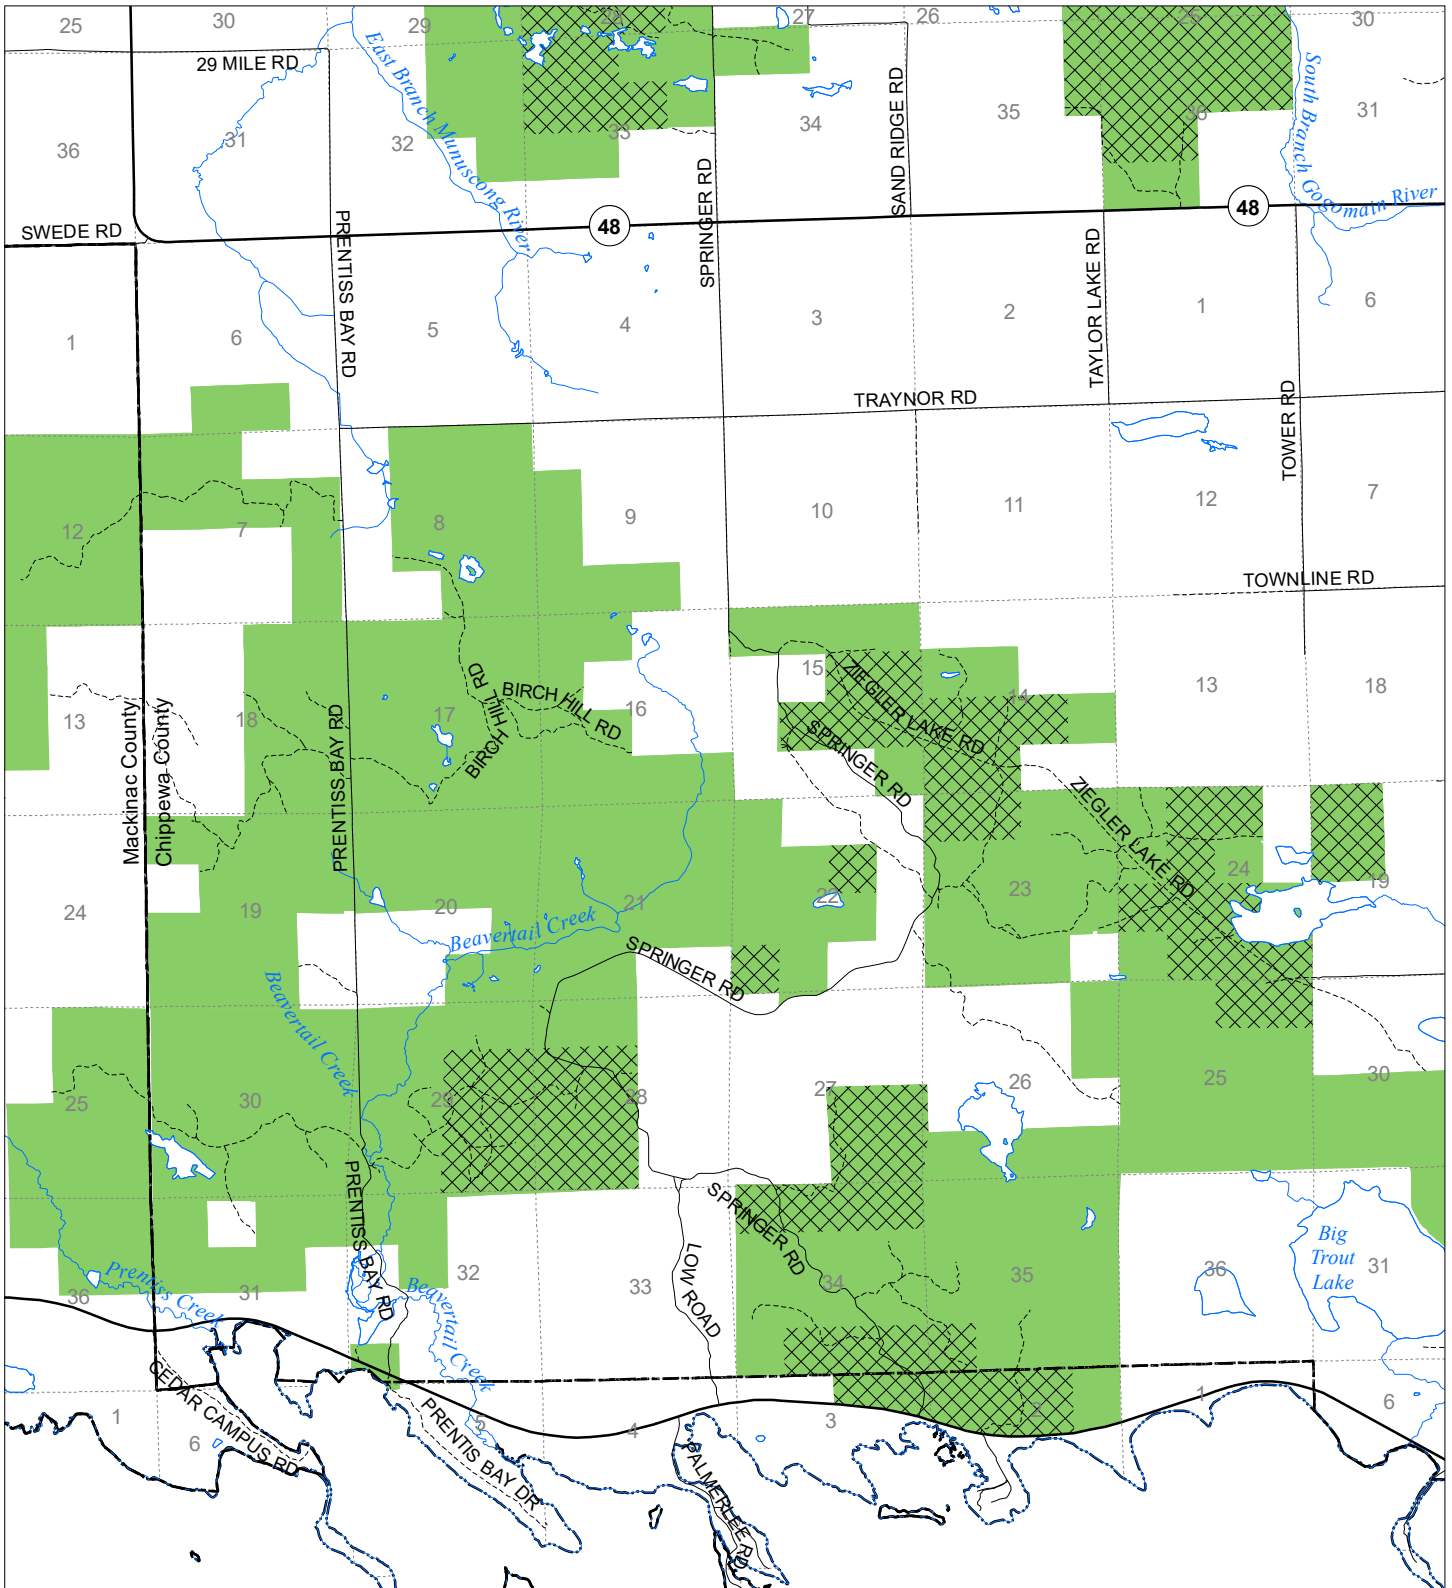 25
30
29
28
27
26
25
30
29 MILE RD
East Branch Munuscong River
South Branch Gogomain River
36
31
32
33
34
35
36
31
SPRINGER RD
SAND RIDGE RD
SWEDE RD
48
48
PRENTISS BAY RD
TAYLOR LAKE RD
1
6
5
4
3
2
1
6
TRAYNOR RD
TOWER RD
12
7
8
9
10
11
12
7
TOWNLINE RD
13
18
17
16
15
14
13
18
Mackinac County
Chippewa County
PRENTISS BAY RD
BIRCH HILL RD
BIRCH HILL RD
ZIEGLER LAKE RD
SPRINGER RD
ZIEGLER LAKE RD
24
19
20
21
22
23
24
19
Beavertail Creek
SPRINGER RD
Beavertail Creek
25
30
29
28
27
26
25
30
PRENTISS BAY RD
SPRINGER RD
LOW ROAD
36
31
32
33
34
35
36
31
Big
Trout
Lake
Prentiss Creek
Beavertail Creek
CEDAR CAMPUS RD
PRENTIS BAY DR
PALMERLEE RD
1
6
5
4
3
2
1
6